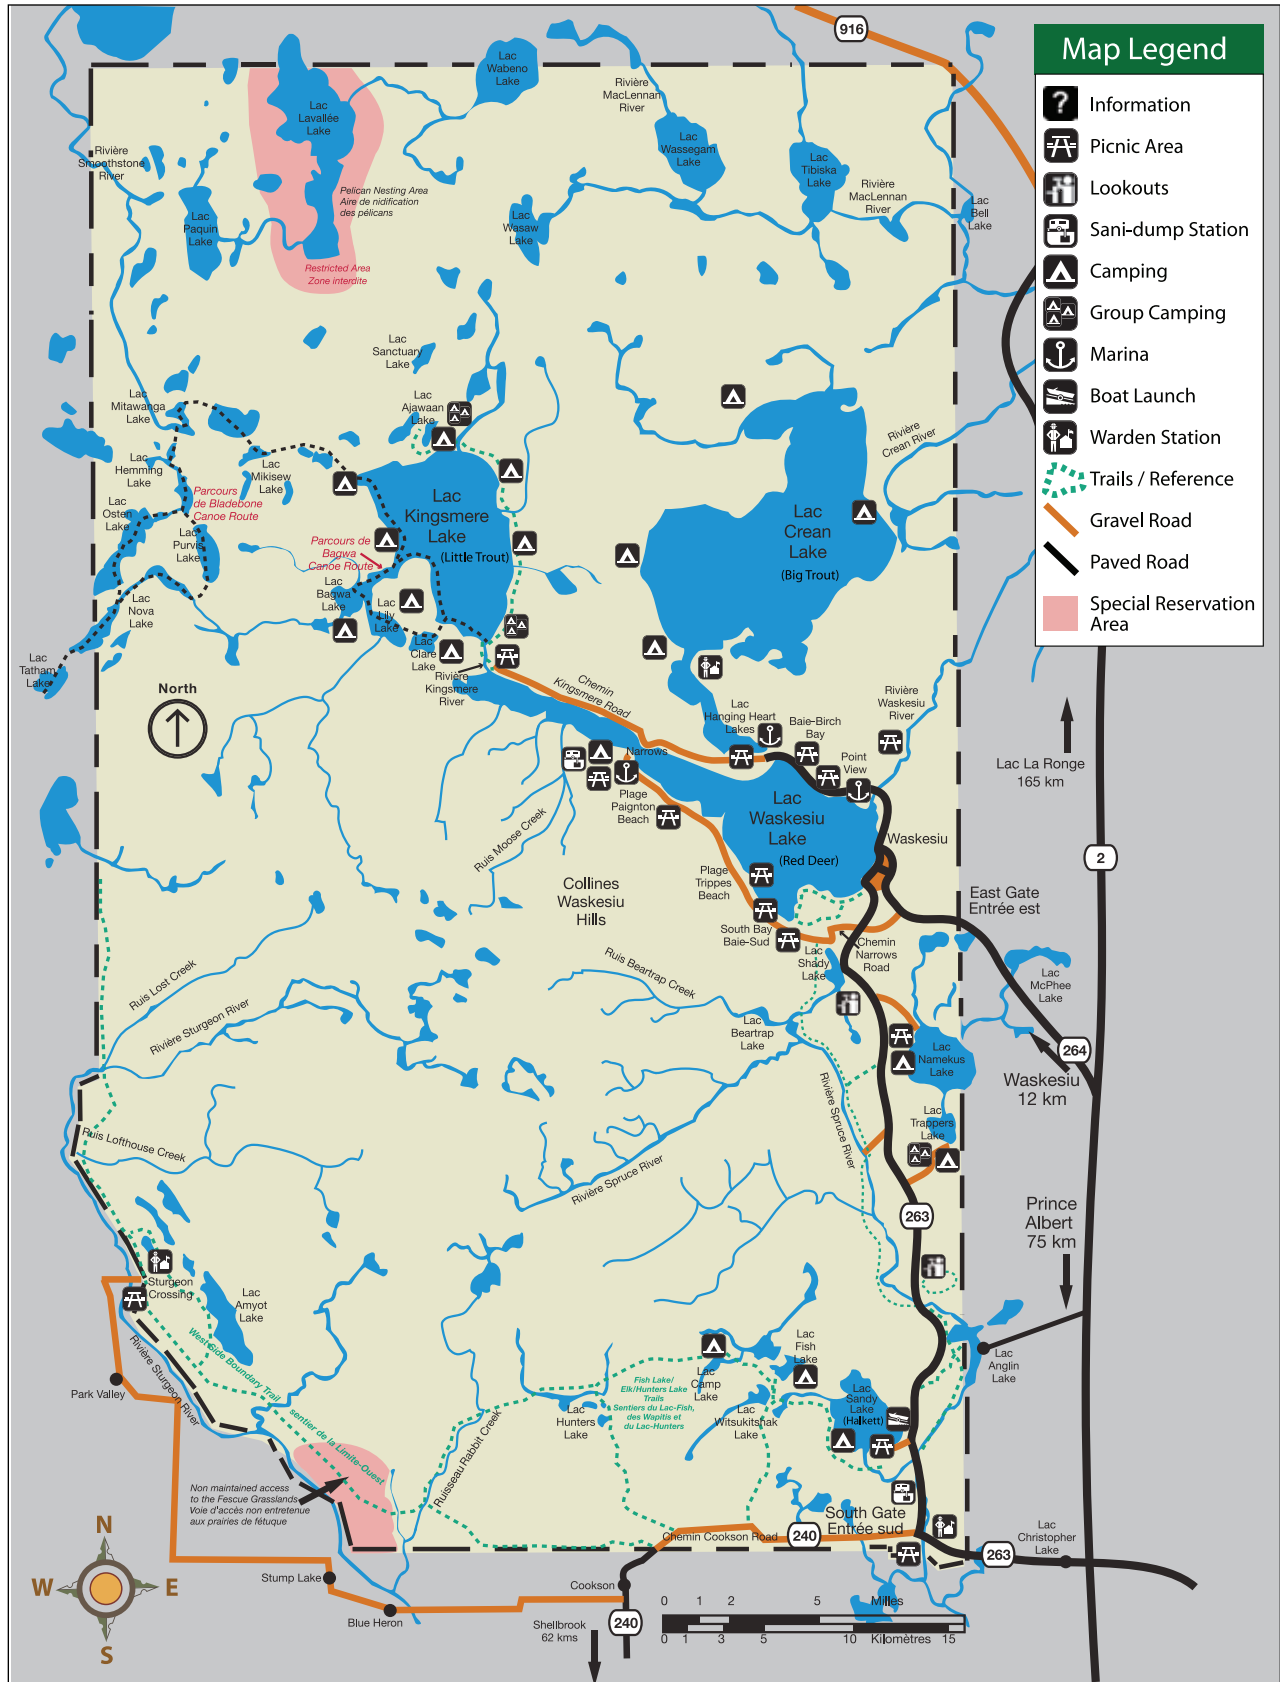 916
Map Legend
Information
Picnic Area
Lookouts
Sani-dump Station
Camping
Group Camping
Marina
Boat Launch
Warden Station
Trails / Reference
Gravel Road
Paved Road
Special Reservation
Area
Lac
Wabeno
Lake
Rivière
MacLennan
River
Lac
Lavallée
Lake
Lac
Wassegam
Lake
Lac
Tibiska
Lake
Rivière
MacLennan
River
Lac
Bell
Lake
Rivière
Smoothstone
River
Pelican Nesting Area
Aire de nidification
des pélicans
Lac
Paquin
Lake
Lac
Wasaw
Lake
Restricted Area
Zone interdite
Lac
Sanctuary
Lake
Lac
Ajawaan
Lake
Lac
Mitawanga
Lake
Rivière
Crean River
Lac
Hemming
Lake
Lac
Mikisew
Lake
Parcours
de Bladebone
Canoe Route
Lac
Osten
Lake
Lac
Purvis
Lake
Lac
Kingsmere
Lake
(Little Trout)
Lac
Crean
Lake
(Big Trout)
Parcours de
Bagwa
Canoe Route
Lac
Bagwa
Lake
Lac
Lily
Lake
Lac
Nova
Lake
Lac
Clare
Lake
Lac
Tatham
Lake
North
Rivière
Kingsmere
River
Chemin
Kingsmere Road
Lac
Hanging Heart
Lakes
Baie-Birch
Bay
Rivière
Waskesiu
River
Point
View
Narrows
Plage
Paignton
Beach
Lac
Waskesiu
Lake
(Red Deer)
Waskesiu
Lac La Ronge
165 km
2
Ruis Moose Creek
Collines
Waskesiu
Hills
Plage
Trippes
Beach
South Bay
Baie-Sud
East Gate
Entrée est
Chemin
Narrows
Road
Lac
Shady
Lake
Lac
McPhee
Lake
Ruis Lost Creek
Rivière Sturgeon River
Ruis Beartrap Creek
Lac
Beartrap
Lake
Lac
Namekus
Lake
264
Waskesiu
12 km
Rivière Spruce River
Lac
Trappers
Lake
Ruis Lofthouse Creek
Rivière Spruce River
263
Prince
Albert
75 km
Sturgeon
Crossing
Lac
Amyot
Lake
West Side Boundary Trail
sentier de la Limite-Ouest
Rivière Sturgeon River
Park Valley
Lac
Fish
Lake
Lac
Camp
Lake
Fish Lake/
Elk/Hunters Lake
Trails
Sentiers du Lac-Fish,
des Wapitis et
du Lac-Hunters
Lac
Hunters
Lake
Lac
Witsukitshak
Lake
Lac
Sandy
Lake
(Halkett)
Lac
Anglin
Lake
Ruisseau Rabbit Creek
Non maintained access
to the Fescue Grasslands
Voie d'accès non entretenue
aux prairies de fétuque
South Gate
Entrée sud
Chemin Cookson Road
240
263
Lac
Christopher
Lake
N
W
E
S
Stump Lake
Blue Heron
Cookson
Shellbrook
62 kms
240
0 1 2 5 Milles
0 1 3 5 10 Kilomètres 15